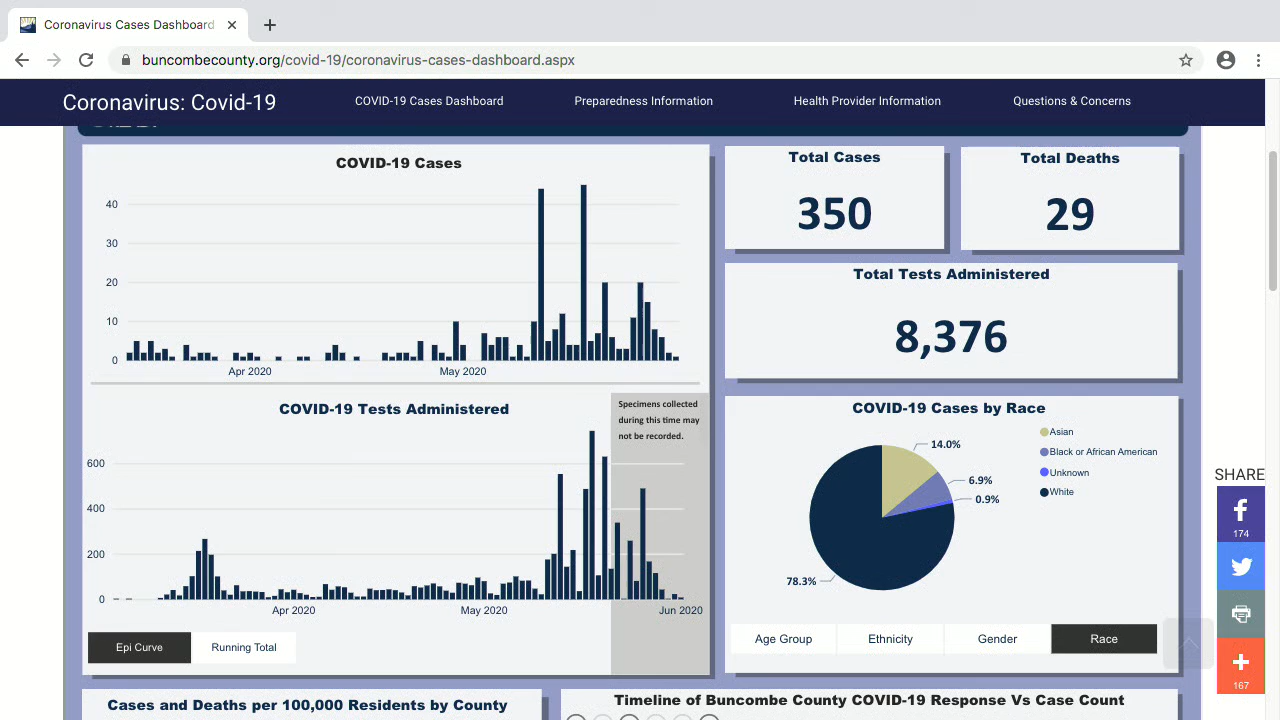 Coronavirus Cases Dashboard
buncombecounty.org/covid-19/coronavirus-cases-dashboard.aspx
Coronavirus: Covid-19
COVID-19 Cases Dashboard
Preparedness Information
Health Provider Information
Questions & Concerns
COVID-19 Cases
40
30
20
10
0
Apr 2020
May 2020
Total Cases
350
Total Deaths
29
Total Tests Administered
8,376
COVID-19 Tests Administered
Specimens collected
during this time may
not be recorded.
600
400
200
0
Apr 2020
May 2020
Jun 2020
Epi Curve
Running Total
COVID-19 Cases by Race
14.0%
6.9%
0.9%
78.3%
Asian
Black or African American
Unknown
White
Age Group
Ethnicity
Gender
Race
SHARE
174
167
Cases and Deaths per 100,000 Residents by County
Timeline of Buncombe County COVID-19 Response Vs Case Count